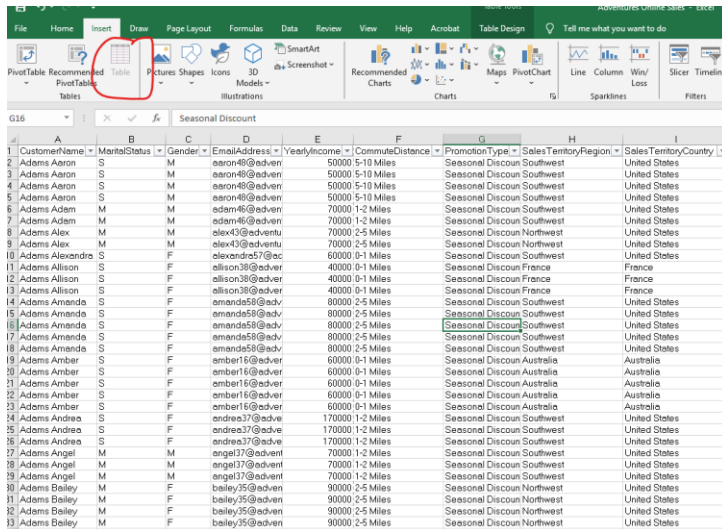 Table Tools Adventures Online Sales - Excel
File Home Insert Draw Page Layout Formulas Data Review View Help Acrobat Table Design Tell me what you want to do
PivotTable Recommended PivotTables Table Pictures Shapes Icons 3D Models SmartArt Screenshot Recommended Charts Maps PivotChart Line Column Win/Loss Slicer Timelin
Tables Illustrations Charts Sparklines Filters
G16 fx Seasonal Discount
A B C D E F G H I
1 CustomerName MaritalStatus Gender EmailAddress YearlyIncome CommuteDistance PromotionType SalesTerritoryRegion SalesTerritoryCountry
2 Adams Aaron S M aaron48@adven 50000 5-10 Miles Seasonal Discoun Southwest United States
3 Adams Aaron S M aaron48@adven 50000 5-10 Miles Seasonal Discoun Southwest United States
4 Adams Aaron S M aaron48@adven 50000 5-10 Miles Seasonal Discoun Southwest United States
5 Adams Aaron S M aaron48@adven 50000 5-10 Miles Seasonal Discoun Southwest United States
6 Adams Adam M M adam46@adven 70000 1-2 Miles Seasonal Discoun Southwest United States
7 Adams Adam M M adam46@adven 70000 1-2 Miles Seasonal Discoun Southwest United States
8 Adams Alex M M alex43@adventu 70000 2-5 Miles Seasonal Discoun Northwest United States
9 Adams Alex M M alex43@adventu 70000 2-5 Miles Seasonal Discoun Northwest United States
10 Adams Alexandra S F alexandra57@ac 60000 0-1 Miles Seasonal Discoun Southwest United States
11 Adams Allison S F allison38@adver 40000 0-1 Miles Seasonal Discoun France France
12 Adams Allison S F allison38@adver 40000 0-1 Miles Seasonal Discoun France France
13 Adams Allison S F allison38@adver 40000 0-1 Miles Seasonal Discoun France France
14 Adams Amanda S F amanda58@adv 80000 2-5 Miles Seasonal Discoun Southwest United States
15 Adams Amanda S F amanda58@adv 80000 2-5 Miles Seasonal Discoun Southwest United States
16 Adams Amanda S F amanda58@adv 80000 2-5 Miles Seasonal Discoun Southwest United States
17 Adams Amanda S F amanda58@adv 80000 2-5 Miles Seasonal Discoun Southwest United States
18 Adams Amanda S F amanda58@adv 80000 2-5 Miles Seasonal Discoun Southwest United States
19 Adams Amber S F amber16@adver 60000 0-1 Miles Seasonal Discoun Australia Australia
20 Adams Amber S F amber16@adver 60000 0-1 Miles Seasonal Discoun Australia Australia
21 Adams Amber S F amber16@adver 60000 0-1 Miles Seasonal Discoun Australia Australia
22 Adams Amber S F amber16@adver 60000 0-1 Miles Seasonal Discoun Australia Australia
23 Adams Amber S F amber16@adver 60000 0-1 Miles Seasonal Discoun Australia Australia
24 Adams Andrea S F andrea37@advent 170000 1-2 Miles Seasonal Discoun Southwest United States
25 Adams Andrea S F andrea37@advent 170000 1-2 Miles Seasonal Discoun Southwest United States
26 Adams Andrea S F andrea37@advent 170000 1-2 Miles Seasonal Discoun Southwest United States
27 Adams Angel M M angel37@advent 70000 1-2 Miles Seasonal Discoun Southwest United States
28 Adams Angel M M angel37@advent 70000 1-2 Miles Seasonal Discoun Southwest United States
29 Adams Angel M M angel37@advent 70000 1-2 Miles Seasonal Discoun Southwest United States
30 Adams Bailey M F bailey35@adven 90000 2-5 Miles Seasonal Discoun Northwest United States
31 Adams Bailey M F bailey35@adven 90000 2-5 Miles Seasonal Discoun Northwest United States
32 Adams Bailey M F bailey35@adven 90000 2-5 Miles Seasonal Discoun Northwest United States
33 Adams Bailey M F bailey35@adven 90000 2-5 Miles Seasonal Discoun Northwest United States